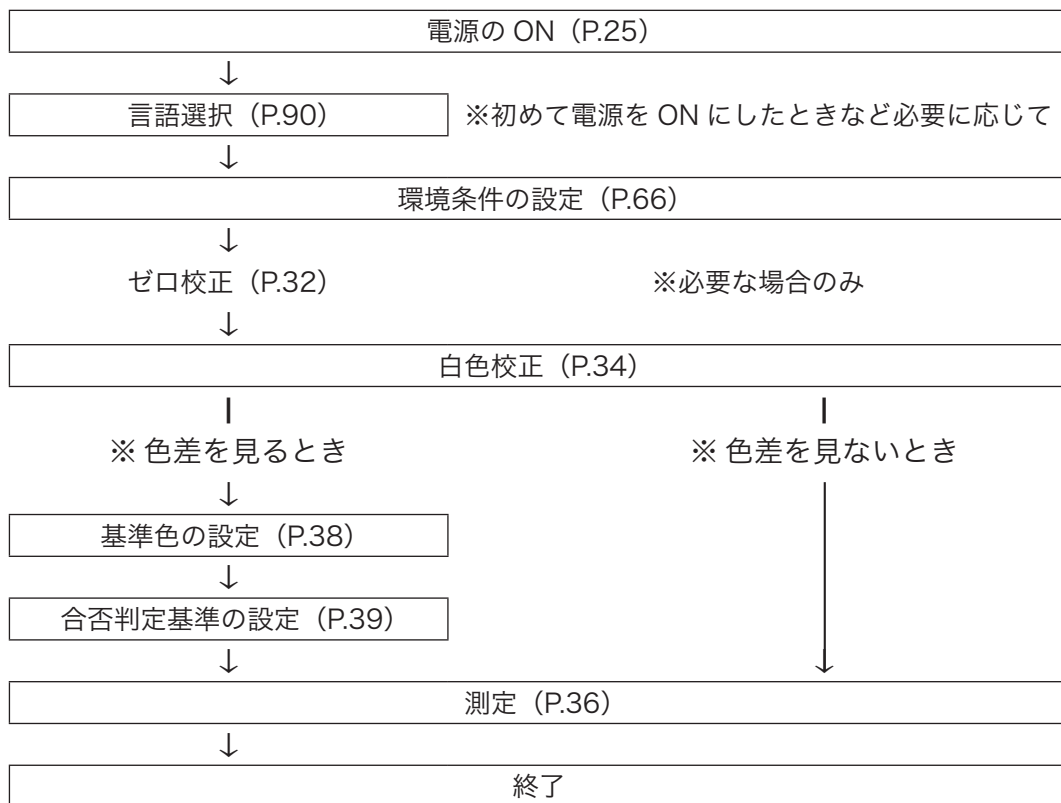 電源の ON（P.25）
↓
言語選択（P.90） ※初めて電源を ON にしたときなど必要に応じて
↓
環境条件の設定（P.66）
↓
ゼロ校正（P.32） ※必要な場合のみ
↓
白色校正（P.34）
※ 色差を見るとき ※ 色差を見ないとき
↓
基準色の設定（P.38）
↓
合否判定基準の設定（P.39）
↓ ↓
測定（P.36）
↓
終了